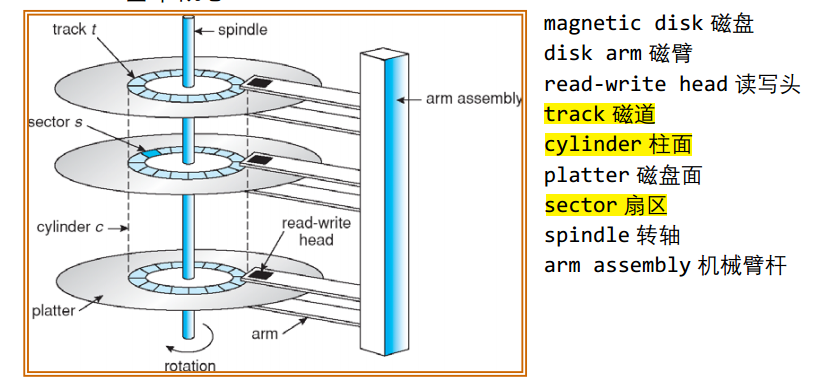 track t
spindle
arm assembly
sector s
cylinder c
read-write
head
platter
arm
rotation
magnetic disk 磁盘
disk arm 磁臂
read-write head 读写头
track 磁道
cylinder 柱面
platter 磁盘面
sector 扇区
spindle 转轴
arm assembly 机械臂杆